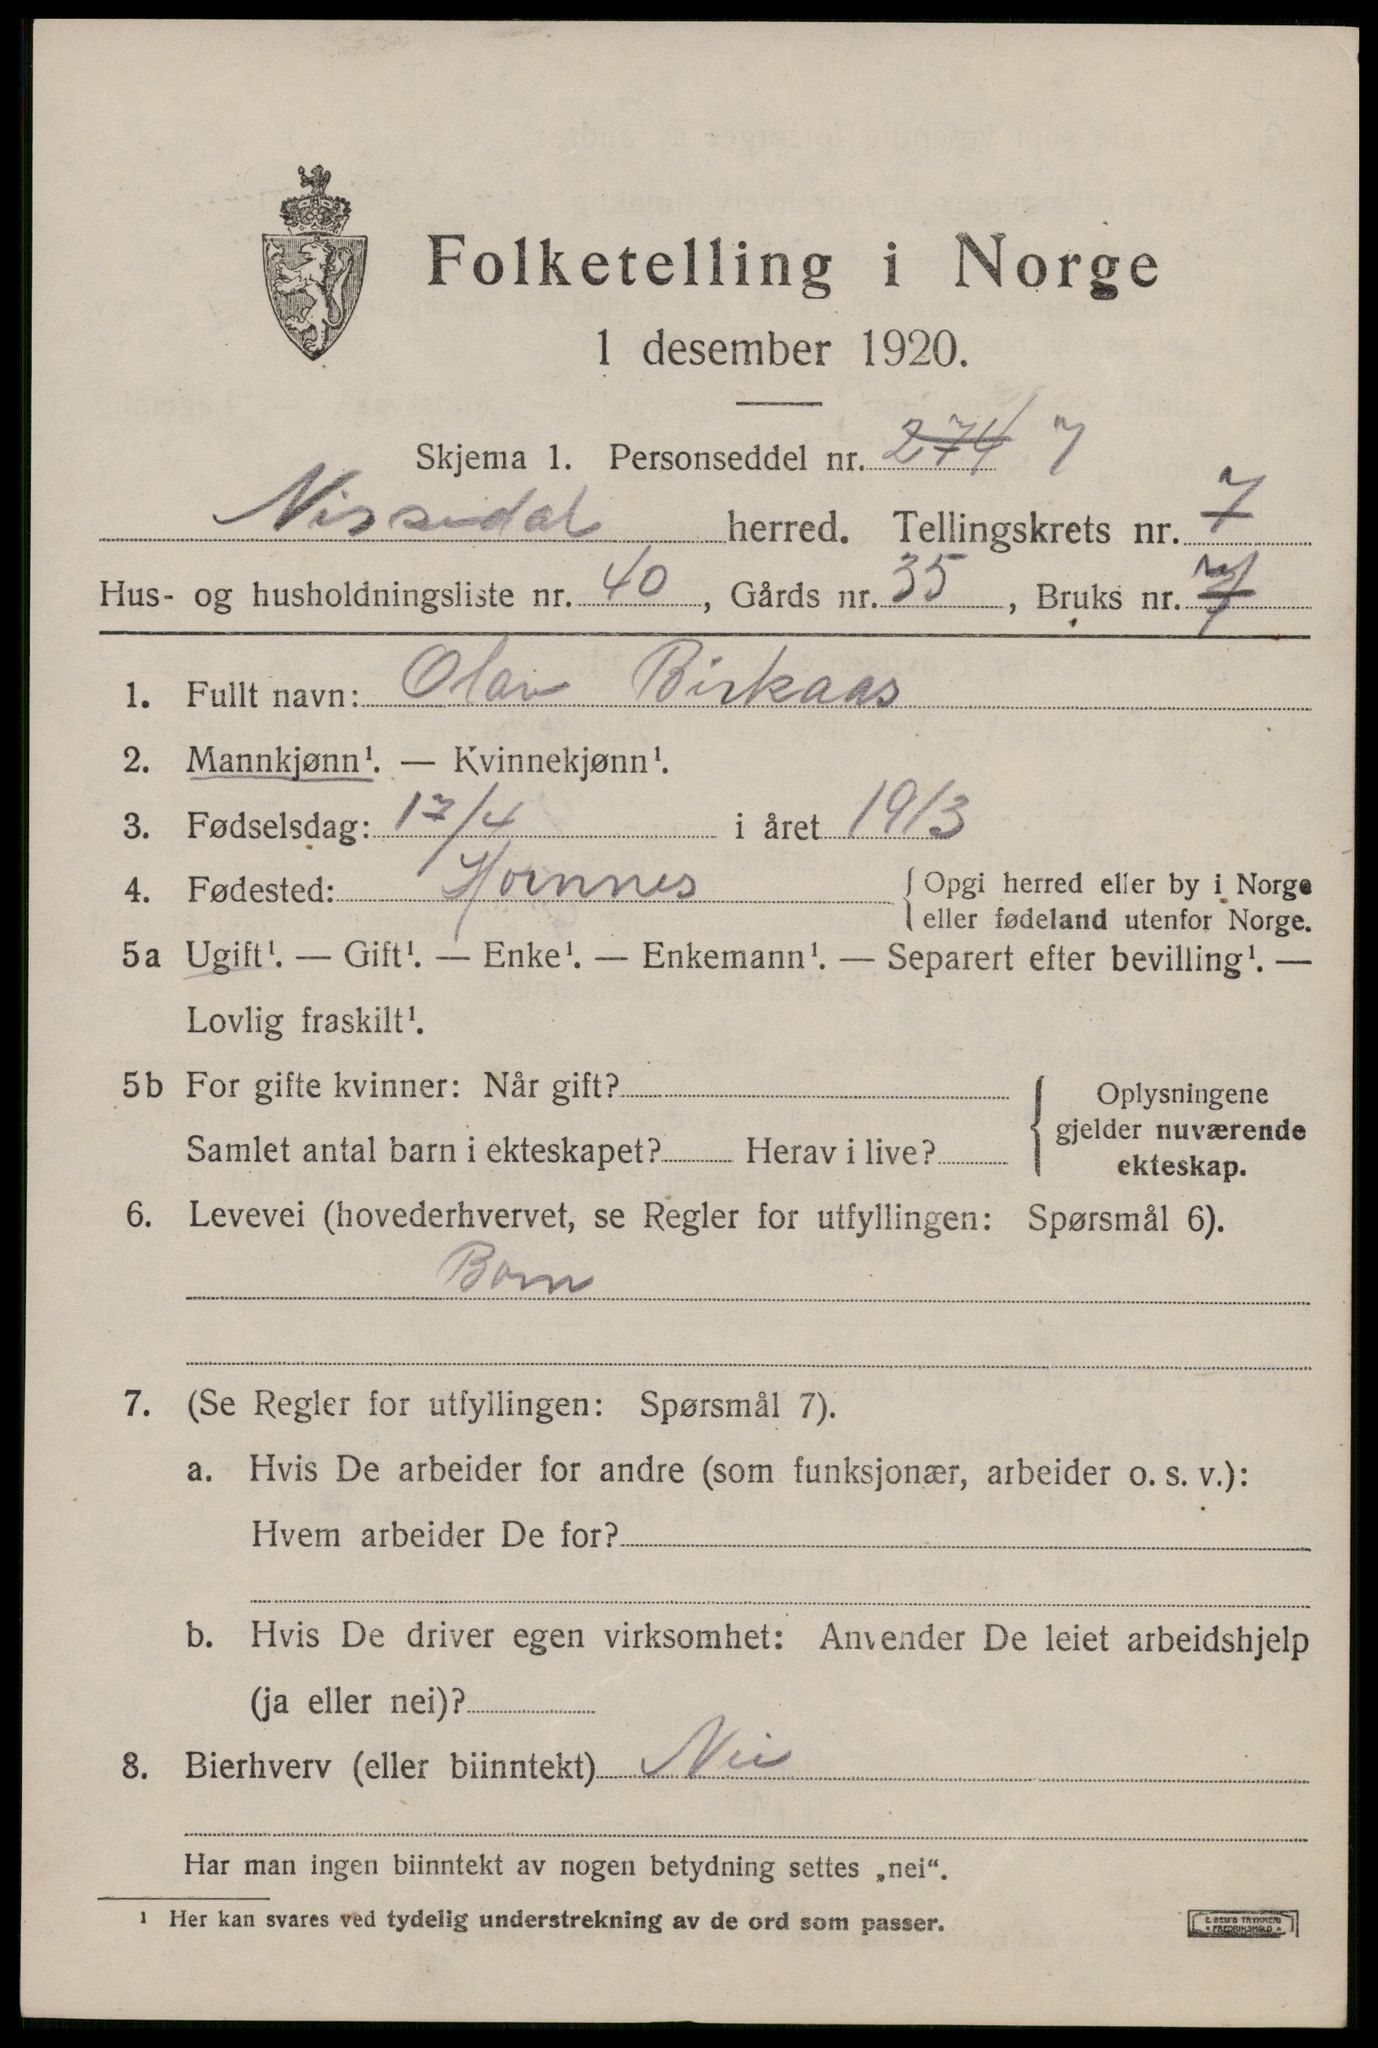 Folketelling i Norge
1 desember 1920.
Skjema 1. Personseddel nr. 274 7
Nissedal herred. Tellingskrets nr. 7
Hus- og husholdningsliste nr. 40, Gårds nr. 35, Bruks nr. 7
1. Fullt navn: Olav Birkaas
2. Mannkjønn¹. — Kvinnekjønn¹.
3. Fødselsdag: 17/4 i året 1913
4. Fødested: Hornnes { Opgi herred eller by i Norge
eller fødeland utenfor Norge.
5a Ugift¹. — Gift¹. — Enke¹. — Enkemann¹. — Separert efter bevilling¹. —
Lovlig fraskilt¹.
5b For gifte kvinner: Når gift? { Oplysningene
gjelder nuværende
Samlet antal barn i ekteskapet? Herav i live? ekteskap.
6. Levevei (hovederhvervet, se Regler for utfyllingen: Spørsmål 6).
Born
7. (Se Regler for utfyllingen: Spørsmål 7).
a. Hvis De arbeider for andre (som funksjonær, arbeider o. s. v.):
Hvem arbeider De for?
b. Hvis De driver egen virksomhet: Anvender De leiet arbeidshjelp
(ja eller nei)?
8. Bierhverv (eller biinntekt) Nei
Har man ingen biinntekt av nogen betydning settes „nei“.
¹ Her kan svares ved tydelig understrekning av de ord som passer.
TRYKKERI
FREDRIKSHALD